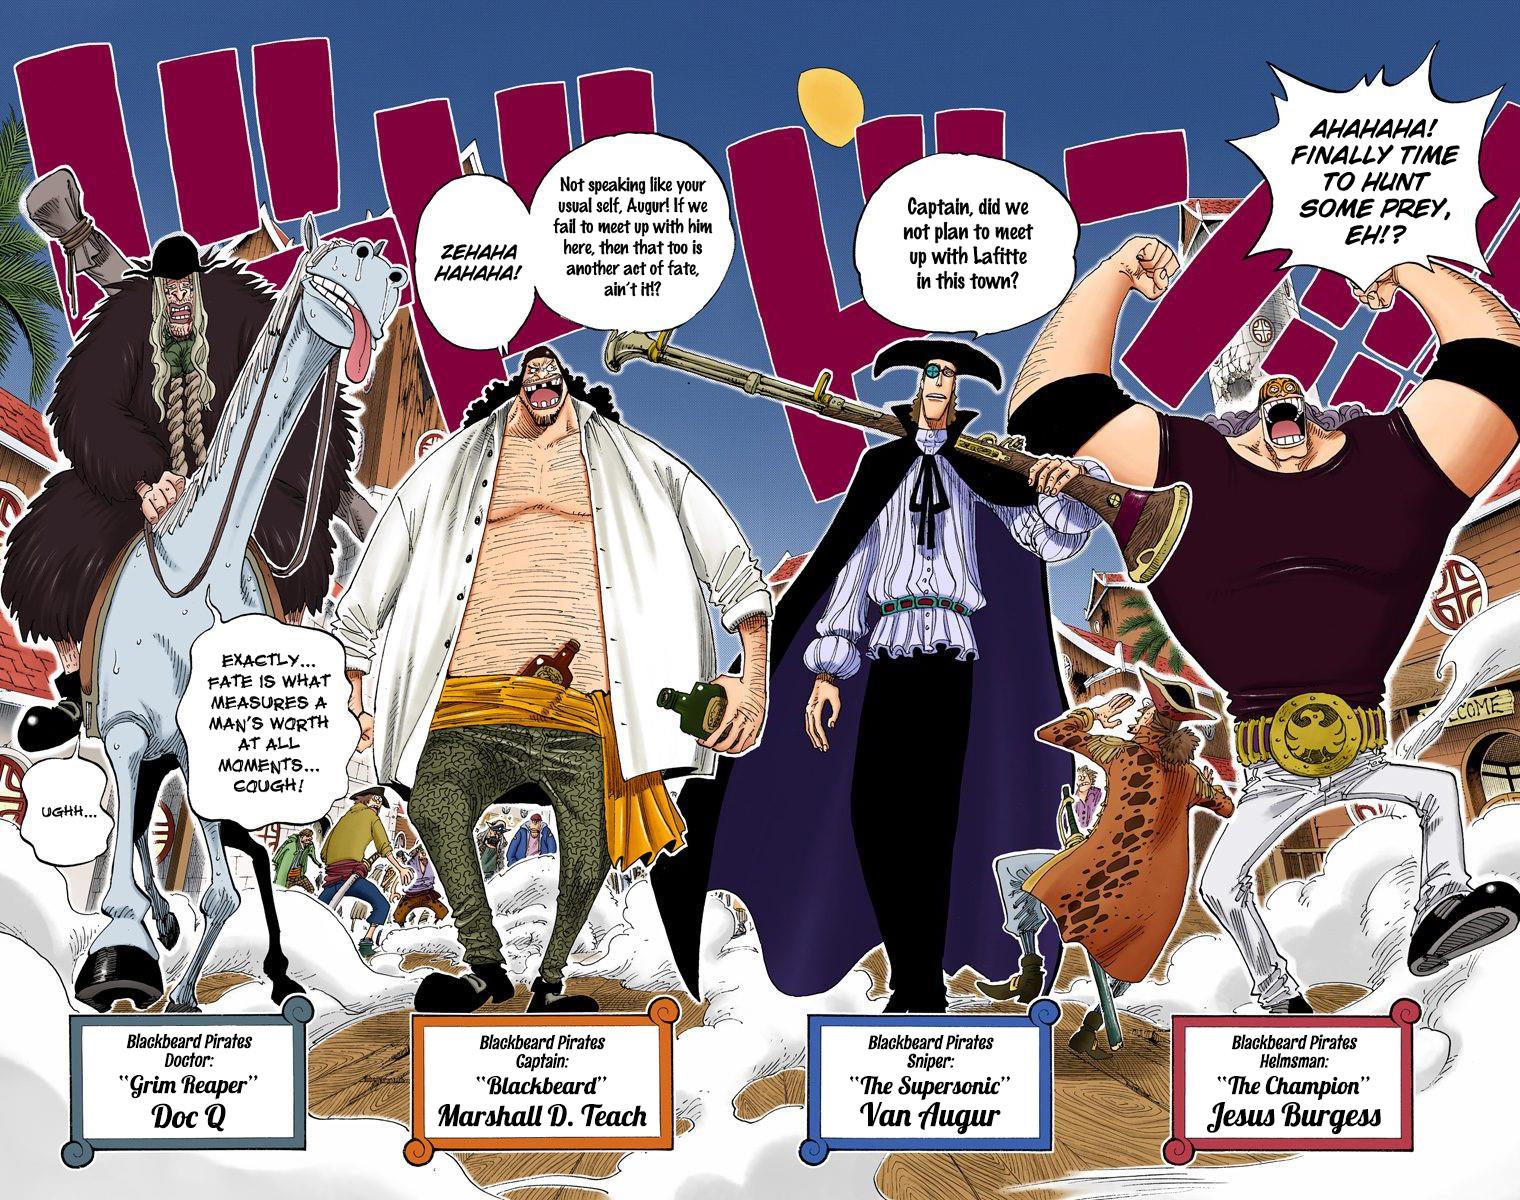 AHAHAHA!
FINALLY TIME
TO HUNT
SOME PREY,
EH!?
Captain, did we
not plan to meet
up with Lafitte
in this town?
Not speaking like your
usual self, Augur! If we
fail to meet up with him
here, then that too is
another act of fate,
ain't it!?
ZEHAHA
HAHAHA!
EXACTLY...
FATE IS WHAT
MEASURES A
MAN'S WORTH
AT ALL
MOMENTS...
COUGH!
UGHH...
Blackbeard Pirates
Doctor:
"Grim Reaper"
Doc Q
Blackbeard Pirates
Captain:
"Blackbeard"
Marshall D. Teach
Blackbeard Pirates
Sniper:
"The Supersonic"
Van Augur
Blackbeard Pirates
Helmsman:
"The Champion"
Jesus Burgess